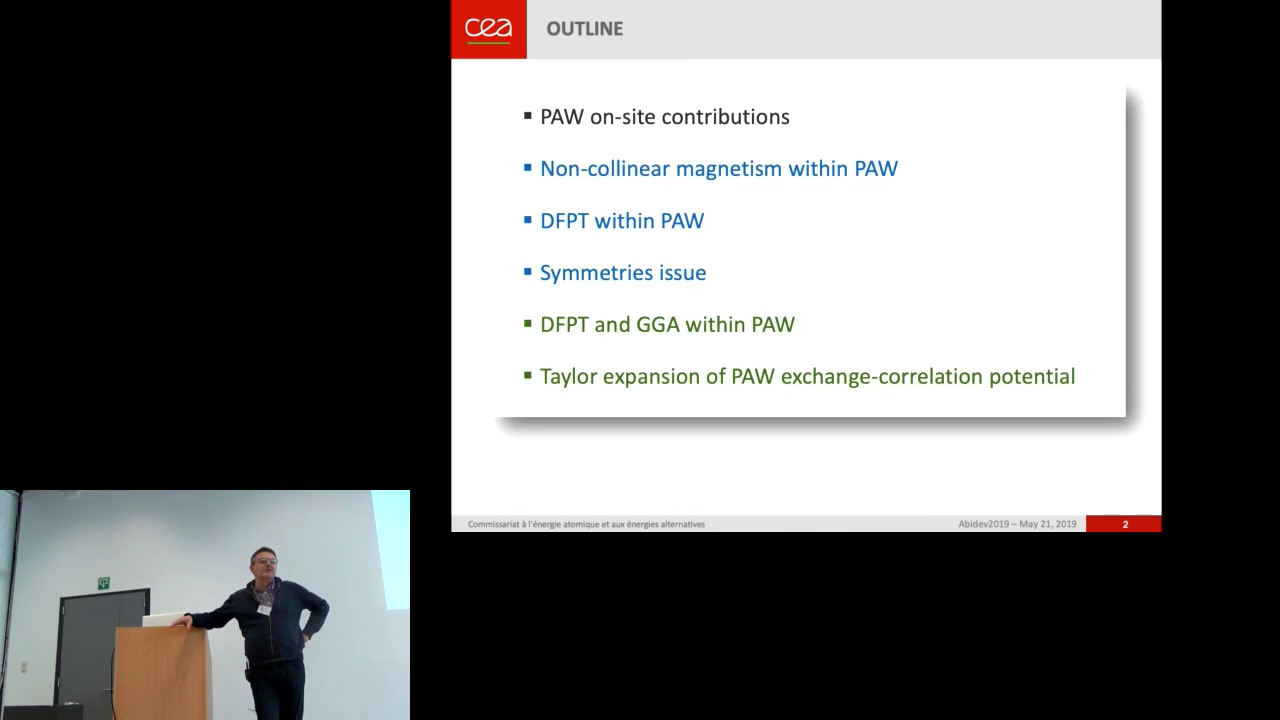 cea
OUTLINE
▪ PAW on-site contributions
▪ Non-collinear magnetism within PAW
▪ DFPT within PAW
▪ Symmetries issue
▪ DFPT and GGA within PAW
▪ Taylor expansion of PAW exchange-correlation potential
Commissariat à l'énergie atomique et aux énergies alternatives
Abidev2019 – May 21, 2019
2